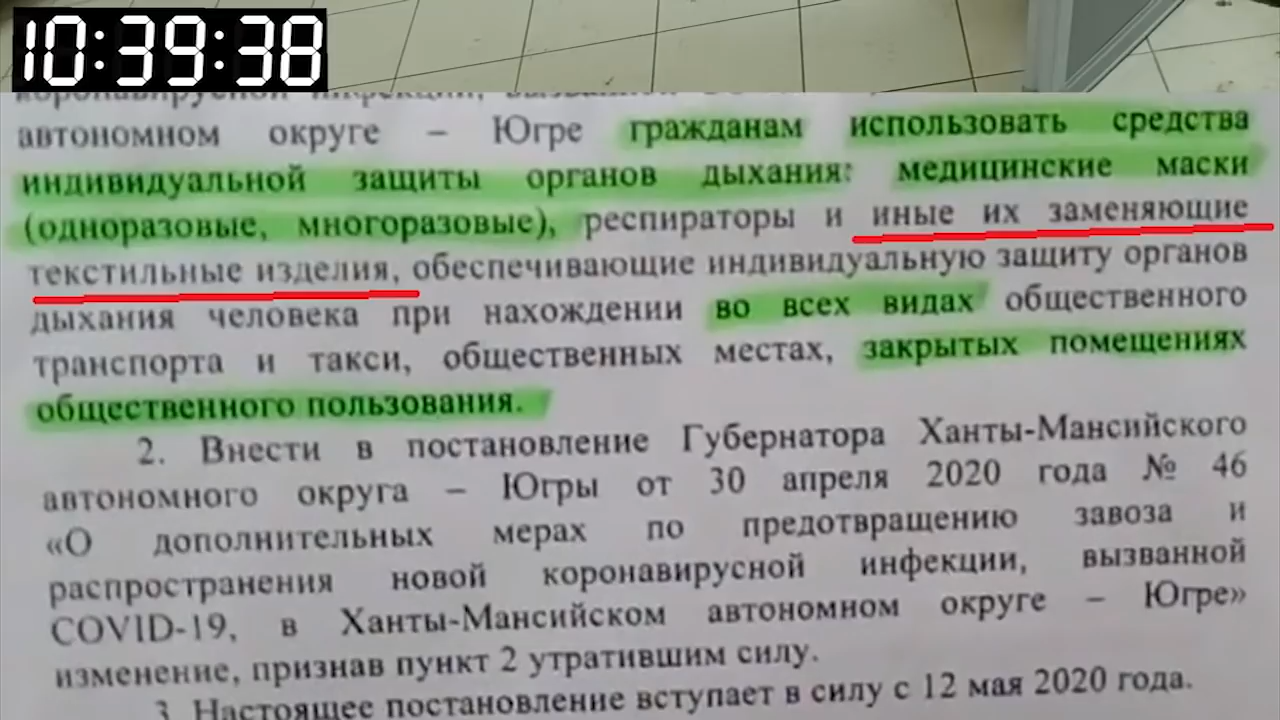 10:39:38
коронавирусной инфекции, вызванной
автономном округе – Югре гражданам использовать средства
индивидуальной защиты органов дыхания: медицинские маски
(одноразовые, многоразовые), респираторы и иные их заменяющие
текстильные изделия, обеспечивающие индивидуальную защиту органов
дыхания человека при нахождении во всех видах общественного
транспорта и такси, общественных местах, закрытых помещениях
общественного пользования.
2. Внести в постановление Губернатора Ханты-Мансийского
автономного округа – Югры от 30 апреля 2020 года № 46
«О дополнительных мерах по предотвращению завоза и
распространения новой коронавирусной инфекции, вызванной
COVID-19, в Ханты-Мансийском автономном округе – Югре»
изменение, признав пункт 2 утратившим силу.
3. Настоящее постановление вступает в силу с 12 мая 2020 года.